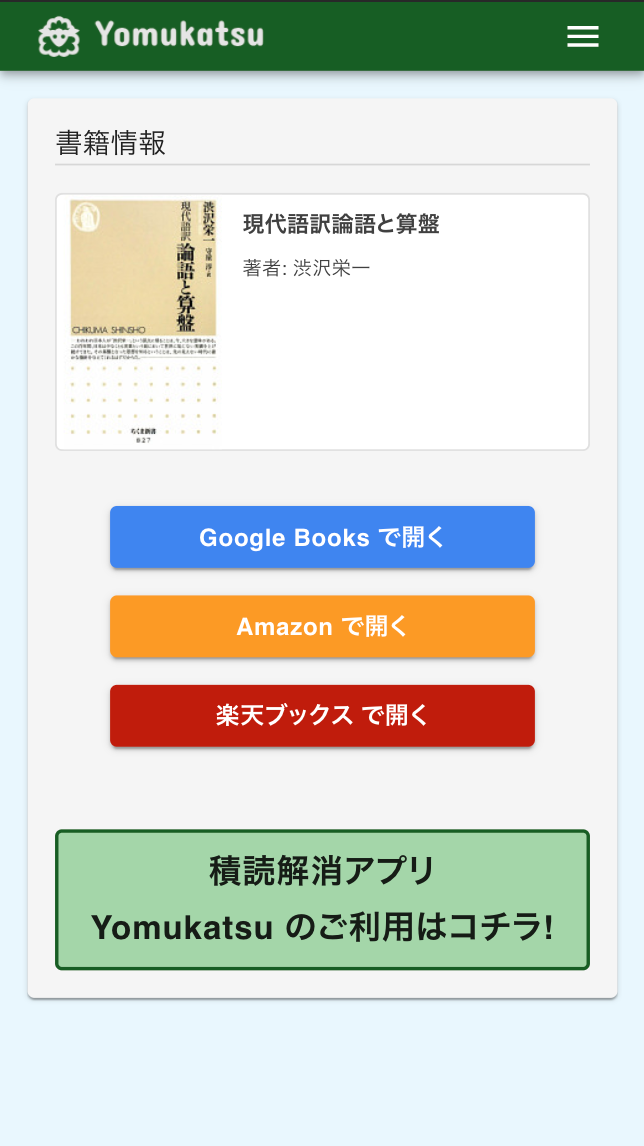 Yomukatsu
書籍情報
渋沢栄一
守屋 淳=訳
現代語訳
論語と算盤
CHIKUMA SHINSHO
ちくま新書
827
現代語訳論語と算盤
著者: 渋沢栄一
Google Books で開く
Amazon で開く
楽天ブックス で開く
積読解消アプリ
Yomukatsu のご利用はコチラ!